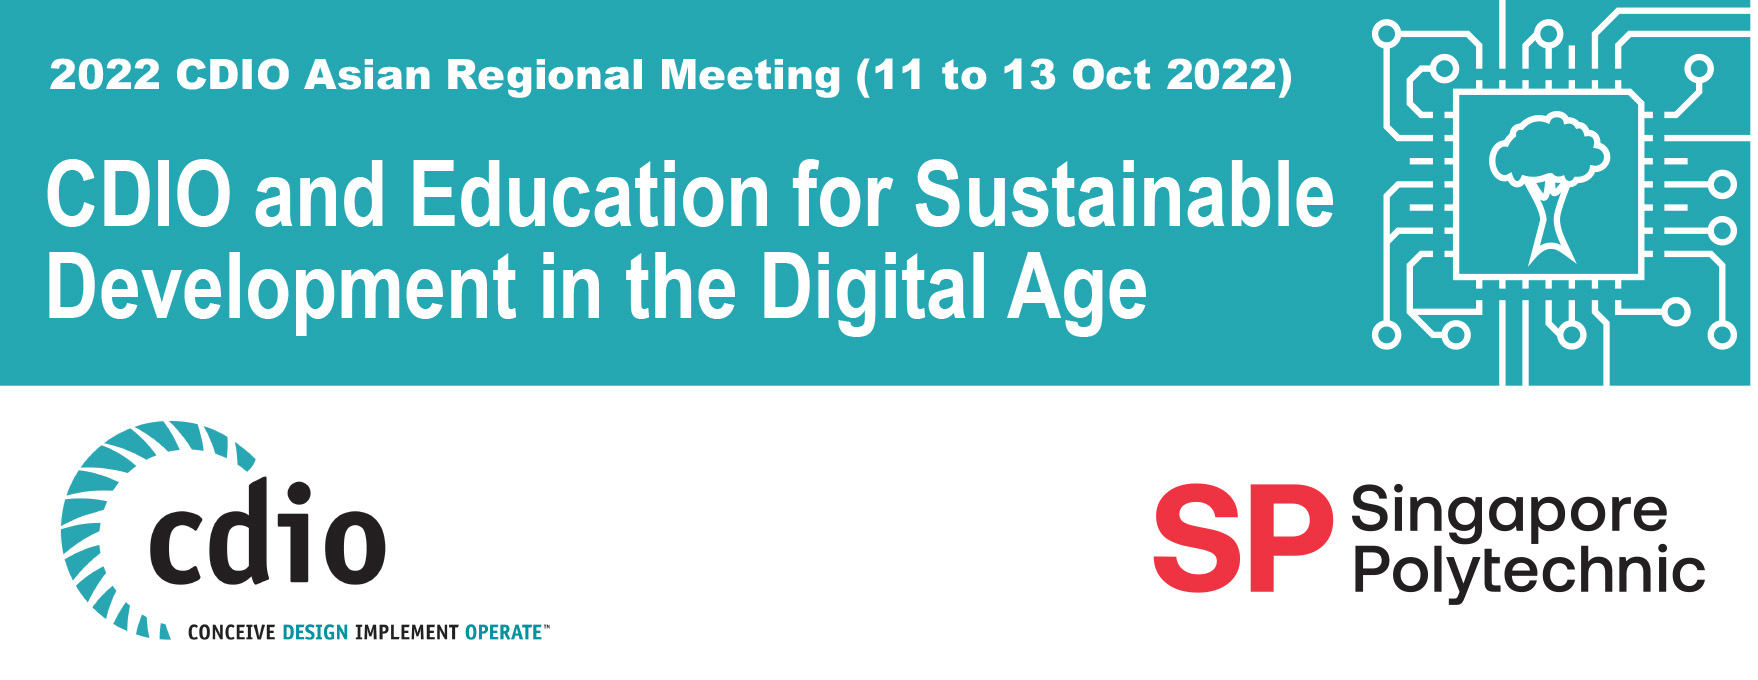 2022 CDIO Asian Regional Meeting (11 to 13 Oct 2022)
CDIO and Education for Sustainable
Development in the Digital Age
cdio
CONCEIVE DESIGN IMPLEMENT OPERATE™
SP Singapore
Polytechnic